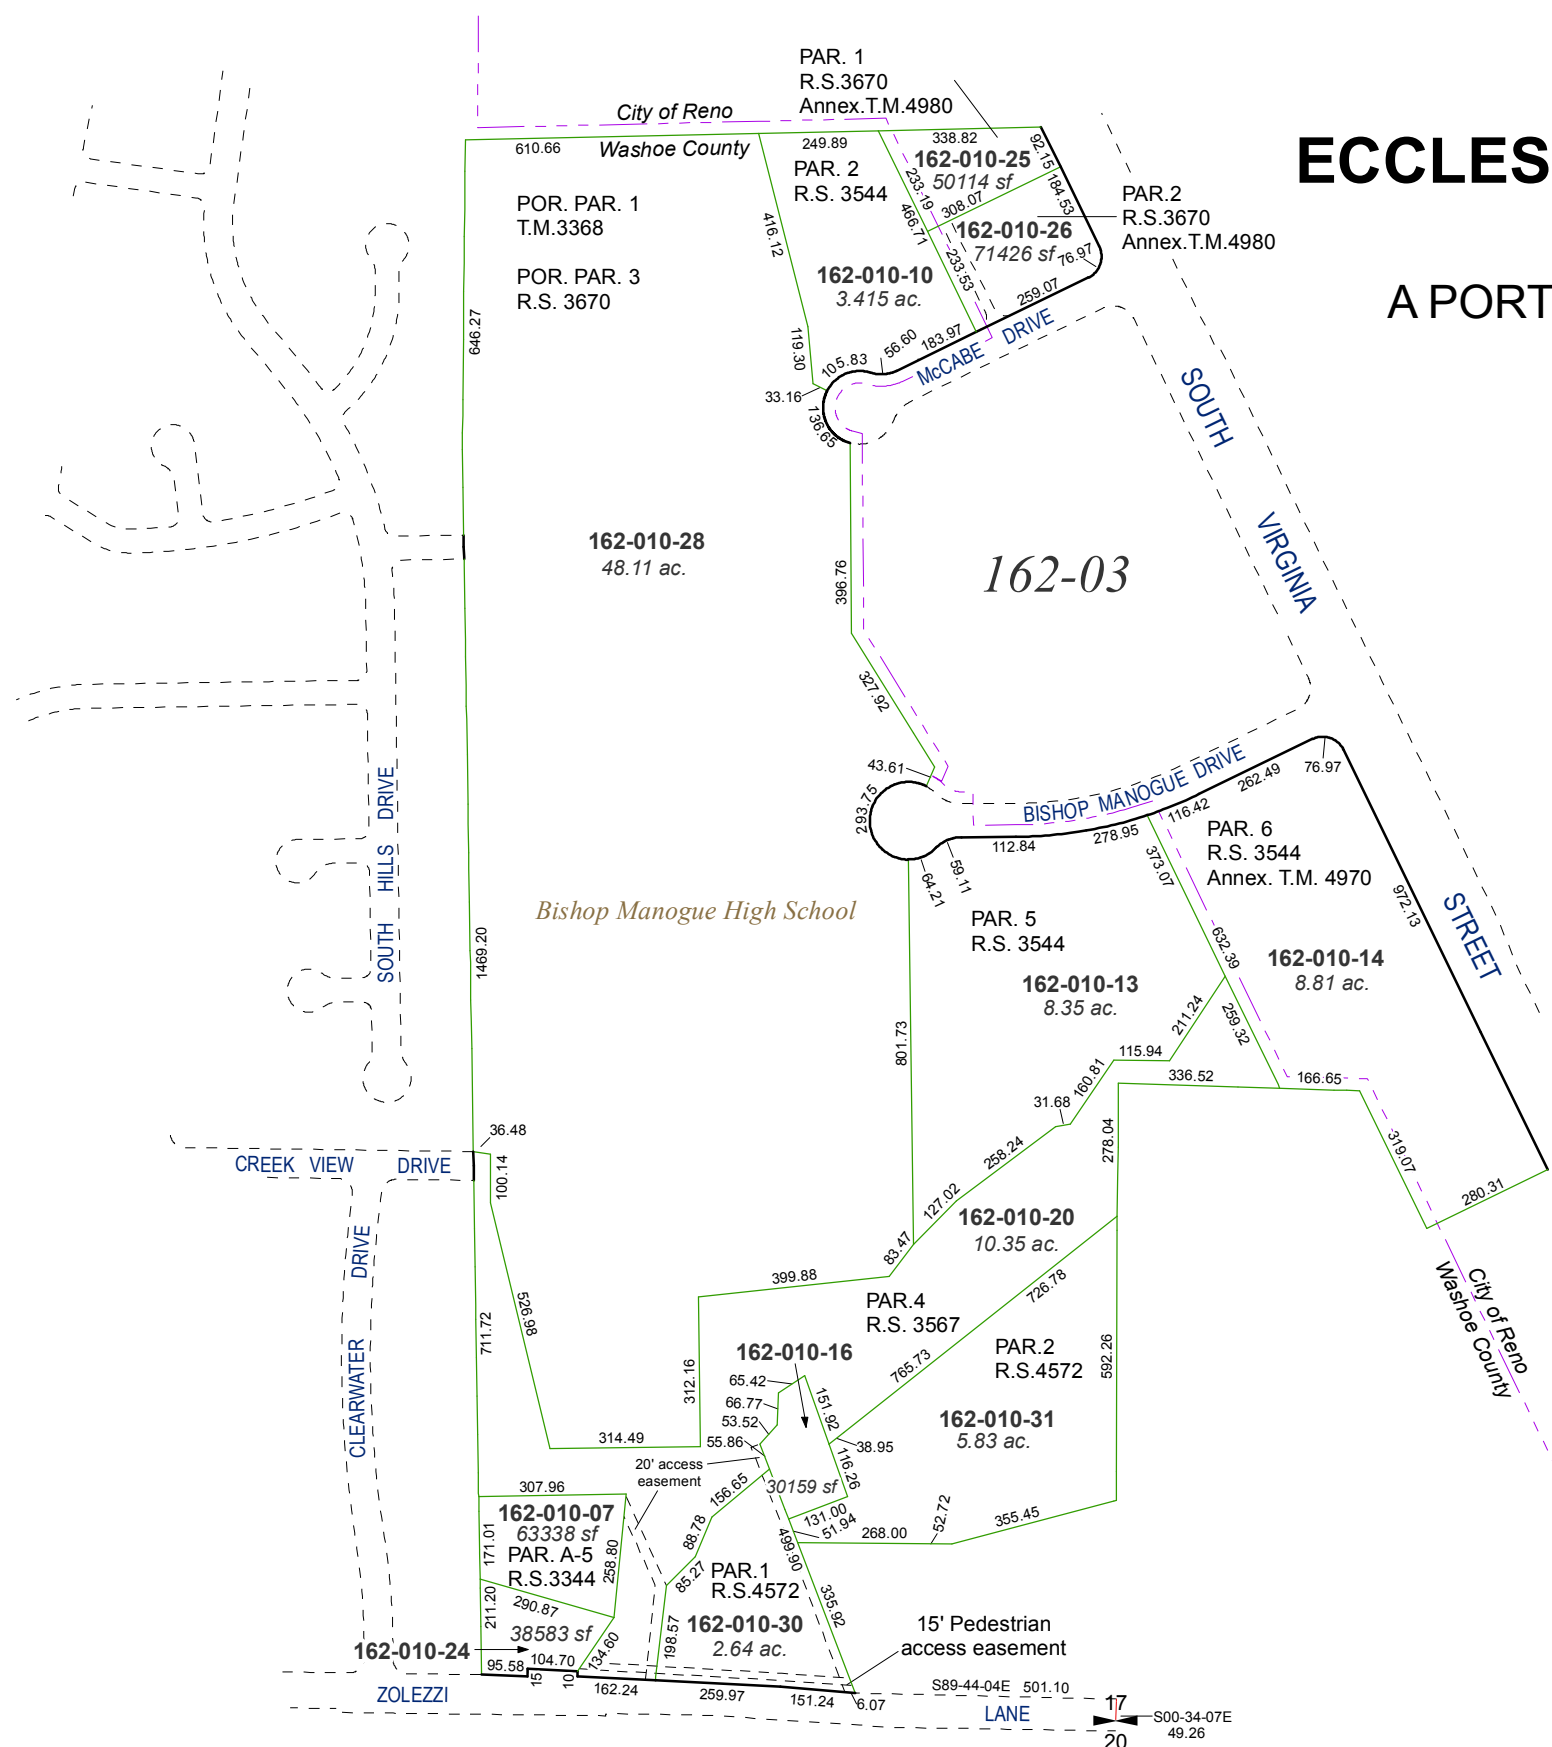 PAR. 1
R.S.3670
Annex.T.M.4980
City of Reno
Washoe County
610.66
249.89
338.82
92.15
ECCLES
162-010-25
50114 sf
PAR. 2
R.S. 3544
233.19
308.07
184.53
PAR.2
R.S.3670
Annex.T.M.4980
POR. PAR. 1
T.M.3368
POR. PAR. 3
R.S. 3670
416.12
466.71
162-010-26
71426 sf
76.97
162-010-10
3.415 ac.
233.53
259.07
A PORT
646.27
119.30
105.83
56.60
183.97
McCABE DRIVE
33.16
136.65
SOUTH
VIRGINIA
STREET
162-010-28
48.11 ac.
396.76
162-03
327.92
43.61
293.75
BISHOP MANOGUE DRIVE
262.49
76.97
116.42
112.84
278.95
59.11
64.21
373.07
PAR. 6
R.S. 3544
Annex. T.M. 4970
972.13
SOUTH HILLS DRIVE
1469.20
Bishop Manogue High School
PAR. 5
R.S. 3544
632.39
162-010-14
8.81 ac.
162-010-13
8.35 ac.
801.73
211.24
259.32
115.94
160.81
336.52
166.65
31.68
36.48
278.04
319.07
CREEK VIEW DRIVE
100.14
258.24
127.02
280.31
162-010-20
10.35 ac.
83.47
CLEARWATER DRIVE
399.88
726.78
City of Reno
Washoe County
526.98
711.72
PAR.4
R.S. 3567
312.16
162-010-16
765.73
PAR.2
R.S.4572
592.26
65.42
66.77
151.92
53.52
55.86
38.95
162-010-31
5.83 ac.
314.49
20' access
easement
116.26
30159 sf
307.96
156.65
131.00
51.94
162-010-07
63338 sf
PAR. A-5
R.S.3344
171.01
258.80
88.78
499.90
268.00
52.72
355.45
85.27
PAR.1
R.S.4572
335.92
211.20
290.87
38583 sf
162-010-24
134.60
198.57
162-010-30
2.64 ac.
15' Pedestrian
access easement
95.58
104.70
15
10
162.24
259.97
151.24
6.07
S89-44-04E 501.10
ZOLEZZI
LANE
17
20
S00-34-07E
49.26